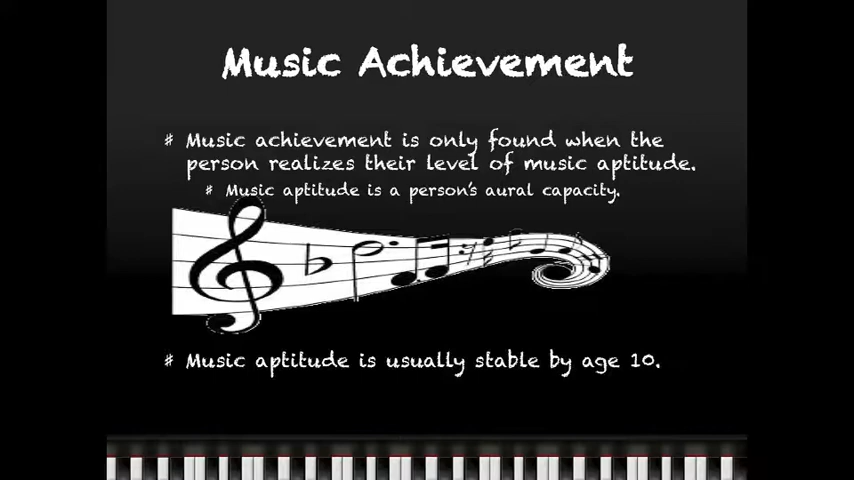 Music Achievement
# Music achievement is only found when the
person realizes their level of music aptitude.
# Music aptitude is a person's aural capacity.
# Music aptitude is usually stable by age 10.